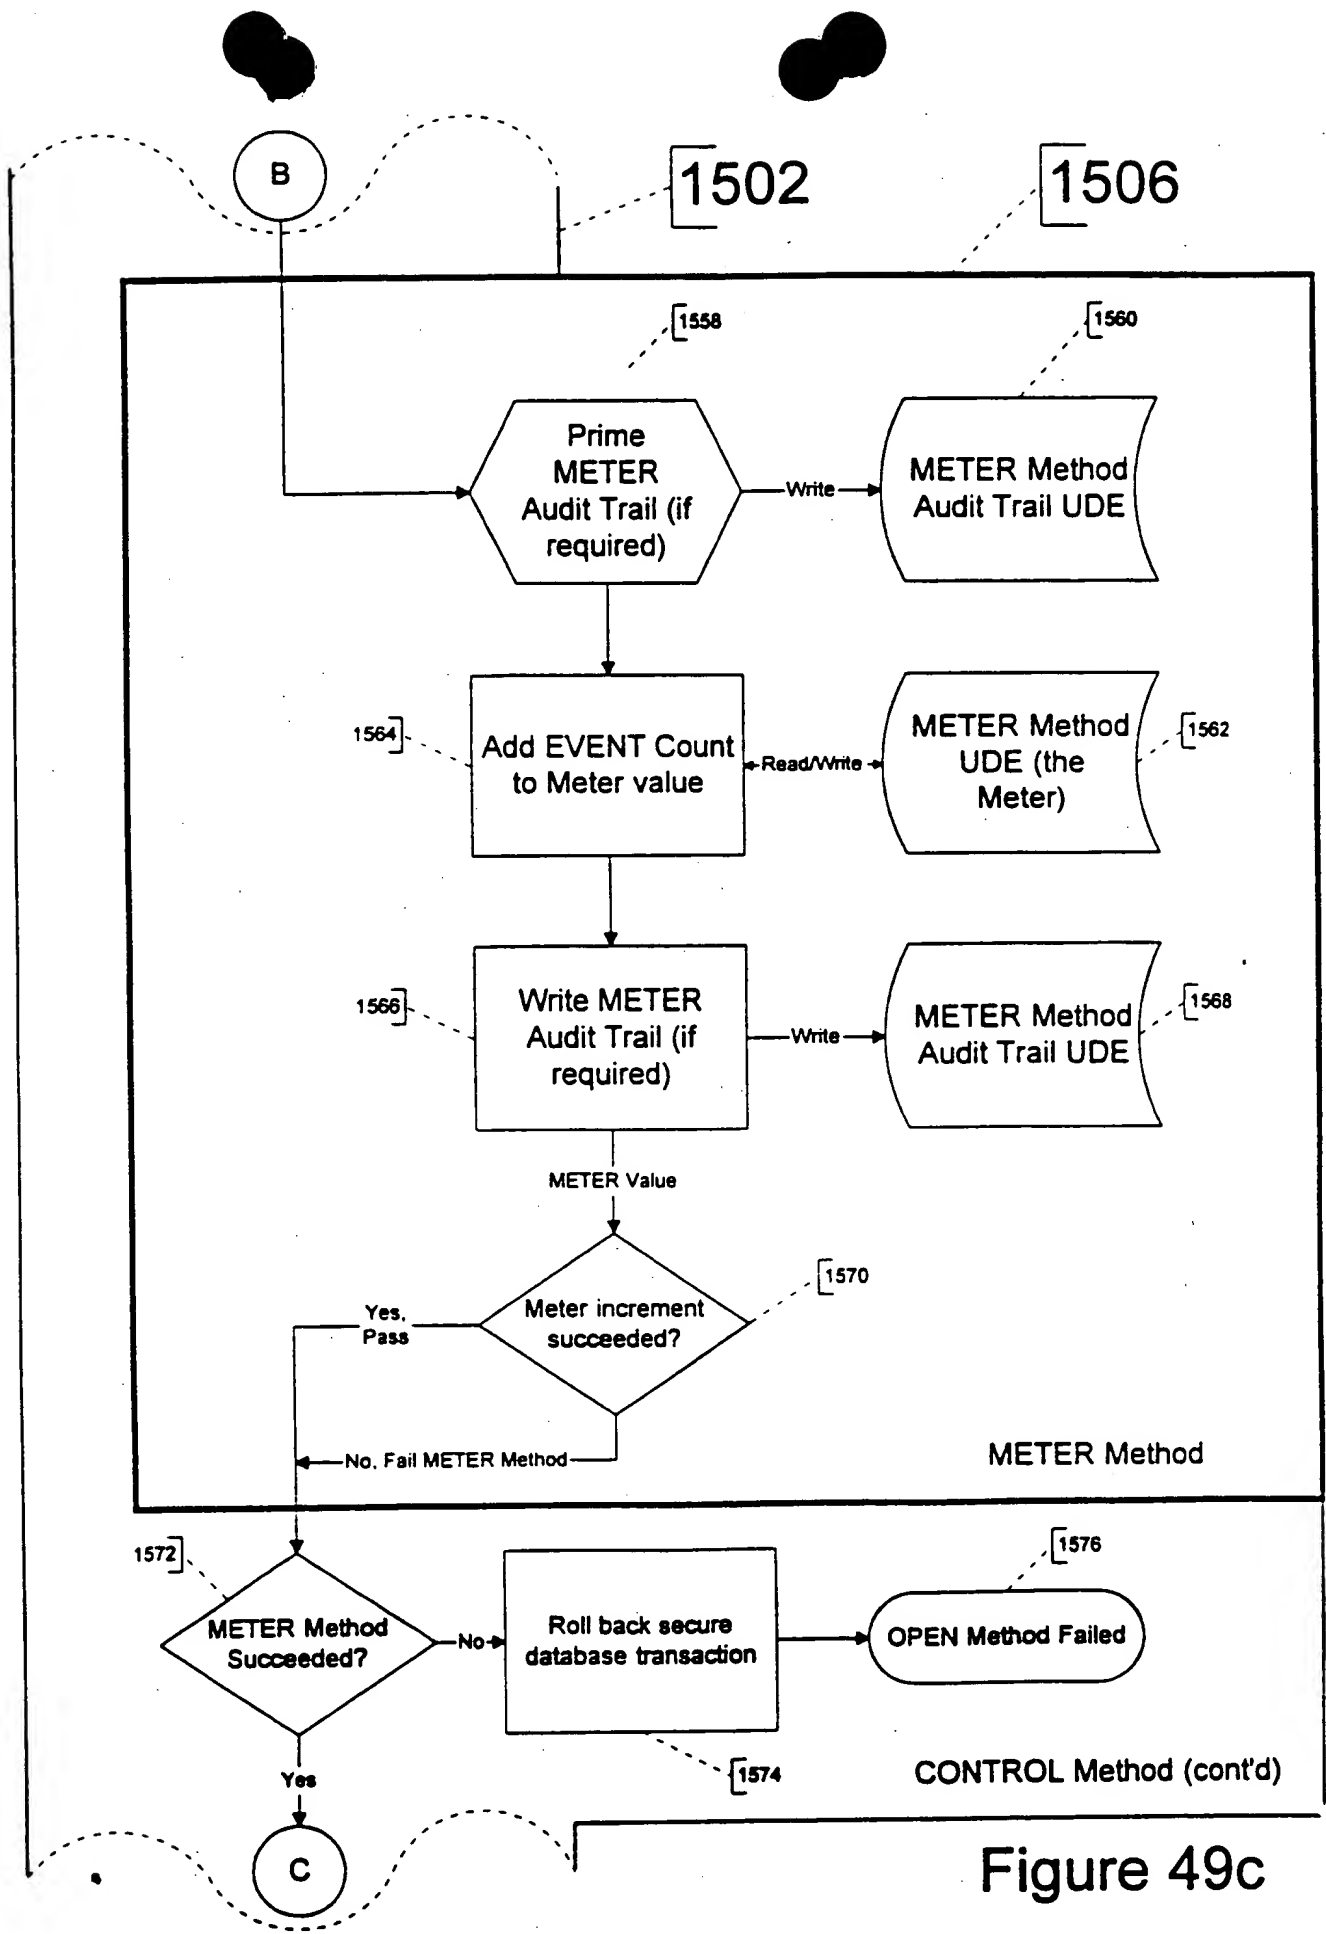 B
1502
1506
1558
1560
Prime
METER
Audit Trail (if
required)
Write
METER Method
Audit Trail UDE
1564
Add EVENT Count
to Meter value
Read/Write
METER Method
UDE (the
Meter)
1562
1566
Write METER
Audit Trail (if
required)
Write
METER Method
Audit Trail UDE
1568
METER Value
Meter increment
succeeded?
1570
Yes,
Pass
No, Fail METER Method
METER Method
1572
METER Method
Succeeded?
No
Roll back secure
database transaction
1576
OPEN Method Failed
1574
Yes
CONTROL Method (cont'd)
C
Figure 49c